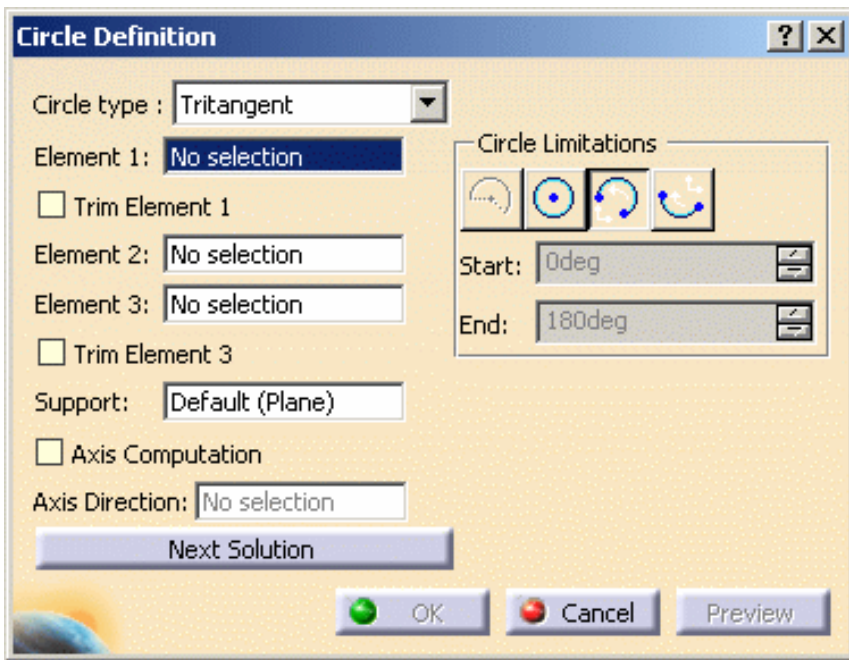 Circle Definition
Circle type : Tritangent
Element 1: No selection
Trim Element 1
Element 2: No selection
Element 3: No selection
Trim Element 3
Support: Default (Plane)
Axis Computation
Axis Direction: No selection
Next Solution
Circle Limitations
Start: 0deg
End: 180deg
OK Cancel Preview